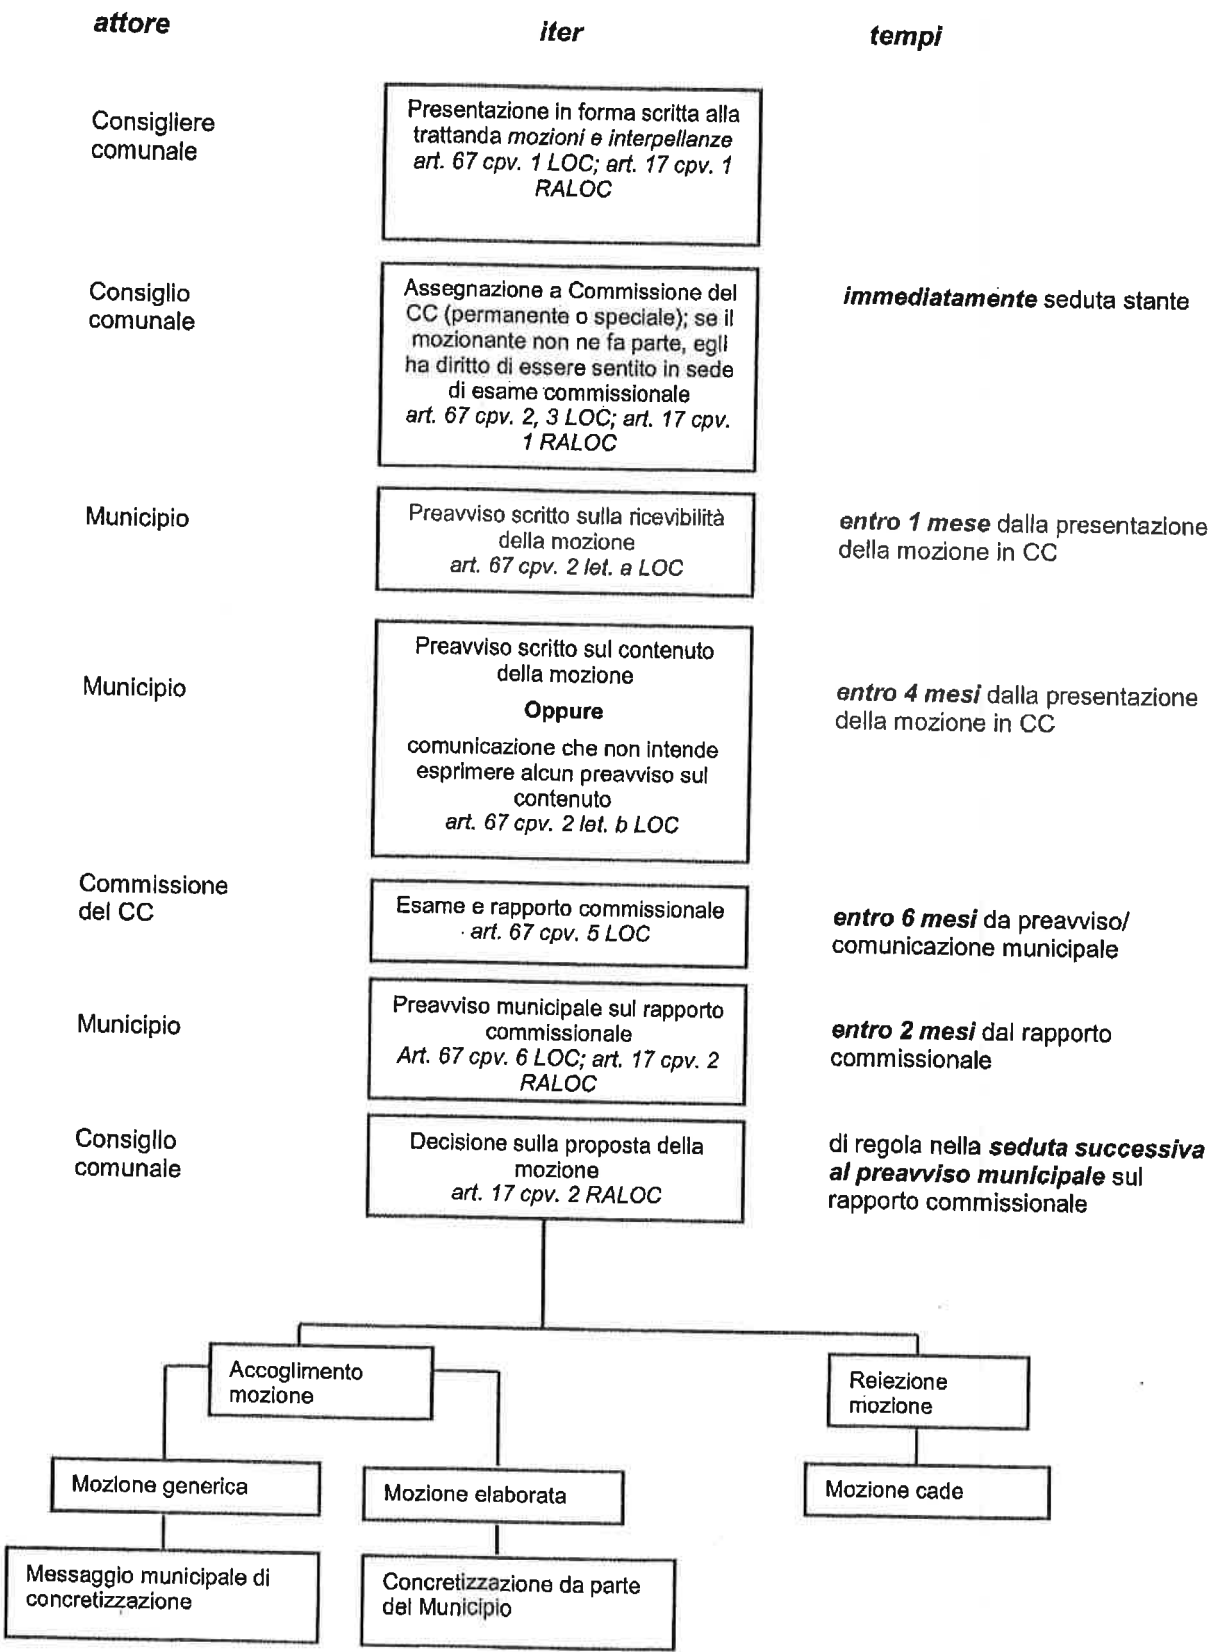 attore
iter
tempi
Consigliere
comunale
Presentazione in forma scritta alla
trattanda mozioni e interpellanze
art. 67 cpv. 1 LOC; art. 17 cpv. 1
RALOC
Consiglio
comunale
Assegnazione a Commissione del
CC (permanente o speciale); se il
mozionante non ne fa parte, egli
ha diritto di essere sentito in sede
di esame commissionale
art. 67 cpv. 2, 3 LOC; art. 17 cpv.
1 RALOC
immediatamente seduta stante
Municipio
Preavviso scritto sulla ricevibilità
della mozione
art. 67 cpv. 2 let. a LOC
entro 1 mese dalla presentazione
della mozione in CC
Municipio
Preavviso scritto sul contenuto
della mozione
Oppure
comunicazione che non intende
esprimere alcun preavviso sul
contenuto
art. 67 cpv. 2 let. b LOC
entro 4 mesi dalla presentazione
della mozione in CC
Commissione
del CC
Esame e rapporto commissionale
art. 67 cpv. 5 LOC
entro 6 mesi da preavviso/
comunicazione municipale
Municipio
Preavviso municipale sul rapporto
commissionale
Art. 67 cpv. 6 LOC; art. 17 cpv. 2
RALOC
entro 2 mesi dal rapporto
commissionale
Consiglio
comunale
Decisione sulla proposta della
mozione
art. 17 cpv. 2 RALOC
di regola nella seduta successiva
al preavviso municipale sul
rapporto commissionale
Accoglimento
mozione
Reiezione
mozione
Mozione generica
Mozione elaborata
Mozione cade
Messaggio municipale di
concretizzazione
Concretizzazione da parte
del Municipio